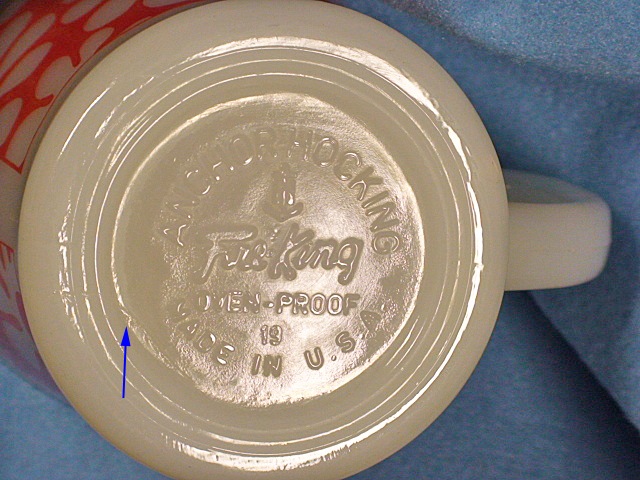 ANCHOR HOCKING
Fire-King
OVEN-PROOF
19
MADE IN U.S.A.